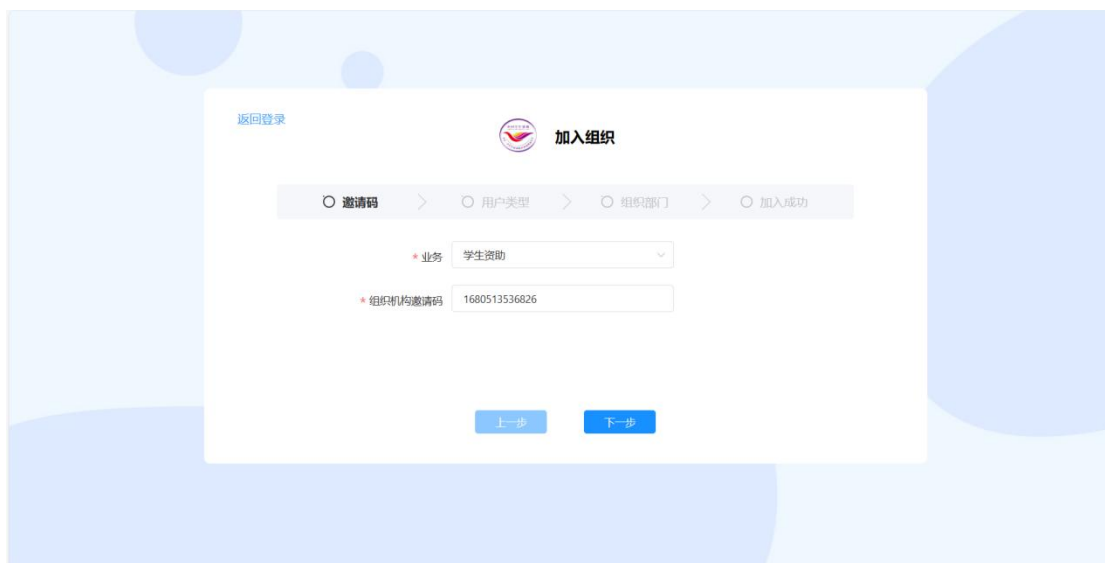 返回登录
加入组织
邀请码 用户类型 组织部门 加入成功
* 业务 学生资助
* 组织机构邀请码 1680513536826
上一步 下一步